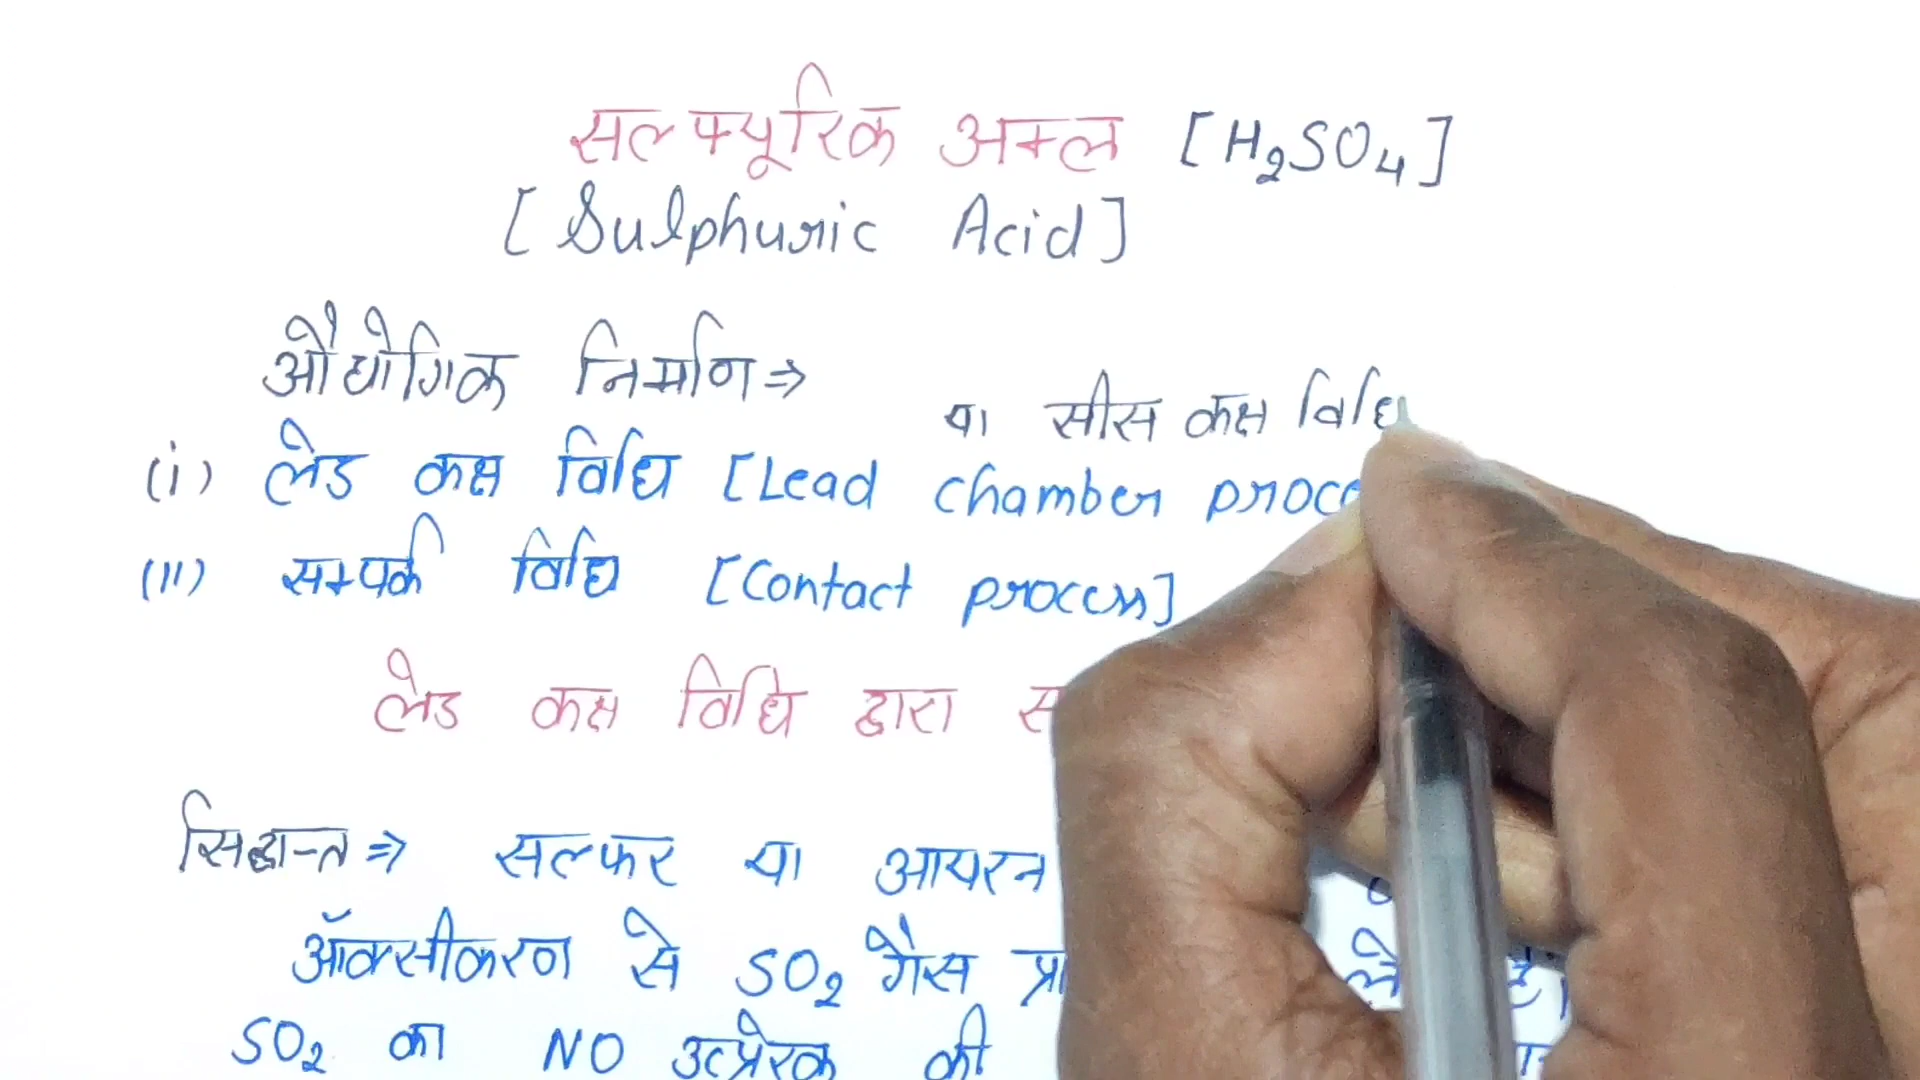 सल्फ्यूरिक अम्ल [H₂SO₄]
[Sulphuric Acid]
औद्योगिक निर्माण ⇒
या सीस कक्ष विधि
(i) लेड कक्ष विधि [Lead chamber
(ii) सम्पर्क विधि [Contact process]
लेड कक्ष विधि द्वारा
सिद्धान्त ⇒ सल्फर या आयरन
ऑक्सीकरण से SO₂ गैस
SO₂ का NO उत्प्रेरक की